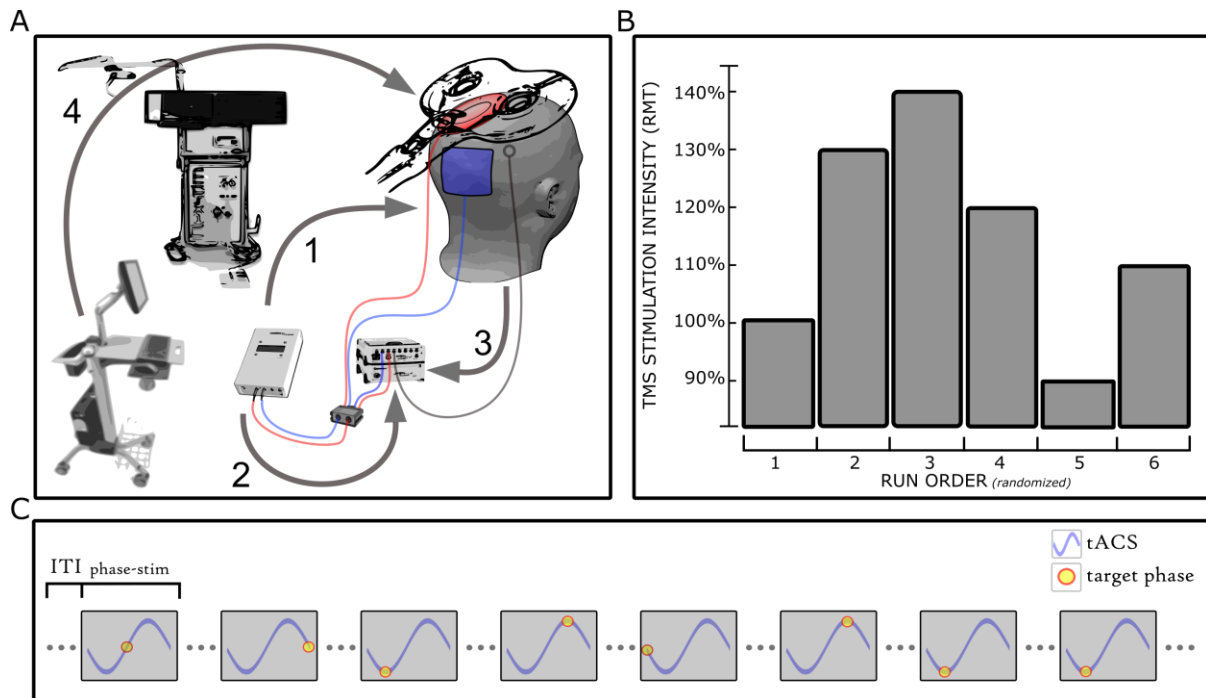 A
4
1
3
2
B
TMS STIMULATION INTENSITY (RMT)
140%
130%
120%
110%
100%
90%
1 2 3 4 5 6
RUN ORDER (randomized)
C
ITI phase-stim
tACS
target phase